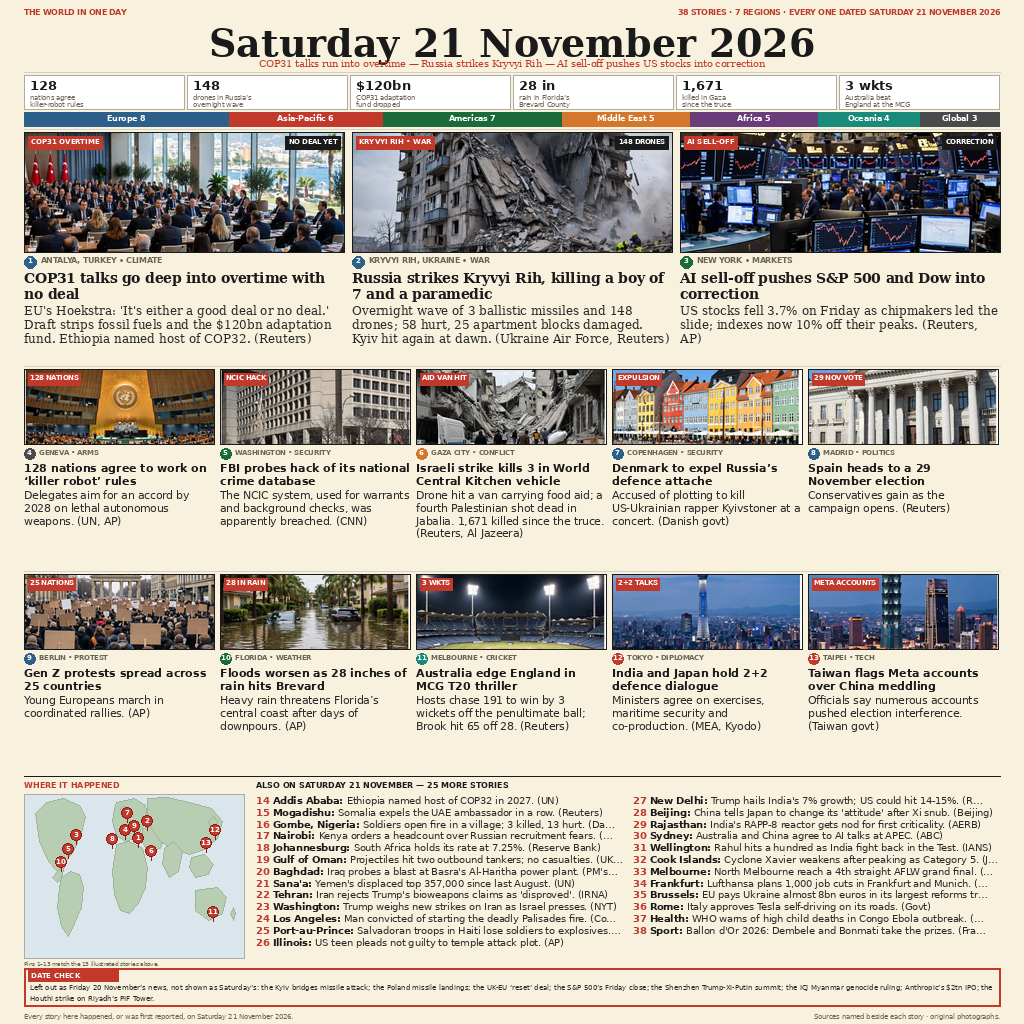 THE WORLD IN ONE DAY
38 STORIES • 7 REGIONS • EVERY ONE DATED SATURDAY 21 NOVEMBER 2026
Saturday 21 November 2026
COP31 talks run into overtime — Russia strikes Kryvyi Rih — AI sell-off pushes US stocks into correction
128
nations agree
killer-robot rules
148
drones in Russia's
overnight wave
$120bn
COP31 adaptation
fund dropped
28 in
rain in Florida's
Brevard County
1,671
killed in Gaza
since the truce
3 wkts
Australia beat
England at the MCG
Europe 8
Asia-Pacific 6
Americas 7
Middle East 5
Africa 5
Oceania 4
Global 3
COP31 OVERTIME
NO DEAL YET
1 ANTALYA, TURKEY • CLIMATE
COP31 talks go deep into overtime with
no deal
EU's Hoekstra: 'It's either a good deal or no deal.'
Draft strips fossil fuels and the $120bn adaptation
fund. Ethiopia named host of COP32. (Reuters)
KRYVYI RIH • WAR
148 DRONES
2 KRYVYI RIH, UKRAINE • WAR
Russia strikes Kryvyi Rih, killing a boy of
7 and a paramedic
Overnight wave of 3 ballistic missiles and 148
drones; 58 hurt, 25 apartment blocks damaged.
Kyiv hit again at dawn. (Ukraine Air Force, Reuters)
AI SELL-OFF
CORRECTION
3 NEW YORK • MARKETS
AI sell-off pushes S&P 500 and Dow into
correction
US stocks fell 3.7% on Friday as chipmakers led the
slide; indexes now 10% off their peaks. (Reuters,
AP)
128 NATIONS
4 GENEVA • ARMS
128 nations agree to work on
‘killer robot’ rules
Delegates aim for an accord by
2028 on lethal autonomous
weapons. (UN, AP)
NCIC HACK
5 WASHINGTON • SECURITY
FBI probes hack of its national
crime database
The NCIC system, used for warrants
and background checks, was
apparently breached. (CNN)
AID VAN HIT
6 GAZA CITY • CONFLICT
Israeli strike kills 3 in World
Central Kitchen vehicle
Drone hit a van carrying food aid; a
fourth Palestinian shot dead in
Jabalia. 1,671 killed since the truce.
(Reuters, Al Jazeera)
EXPULSION
7 COPENHAGEN • SECURITY
Denmark to expel Russia’s
defence attache
Accused of plotting to kill
US-Ukrainian rapper Kyivstoner at a
concert. (Danish govt)
29 NOV VOTE
8 MADRID • POLITICS
Spain heads to a 29
November election
Conservatives gain as the
campaign opens. (Reuters)
25 NATIONS
9 BERLIN • PROTEST
Gen Z protests spread across
25 countries
Young Europeans march in
coordinated rallies. (AP)
28 IN RAIN
10 FLORIDA • WEATHER
Floods worsen as 28 inches of
rain hits Brevard
Heavy rain threatens Florida’s
central coast after days of
downpours. (AP)
3 WKTS
11 MELBOURNE • CRICKET
Australia edge England in
MCG T20 thriller
Hosts chase 191 to win by 3
wickets off the penultimate ball;
Brook hit 65 off 28. (Reuters)
2+2 TALKS
12 TOKYO • DIPLOMACY
India and Japan hold 2+2
defence dialogue
Ministers agree on exercises,
maritime security and
co-production. (MEA, Kyodo)
META ACCOUNTS
13 TAIPEI • TECH
Taiwan flags Meta accounts
over China meddling
Officials say numerous accounts
pushed election interference.
(Taiwan govt)
WHERE IT HAPPENED
7
2
4 9
8 1
6
3
5
10
12
13
11
Pins 1–13 match the 13 illustrated stories above.
ALSO ON SATURDAY 21 NOVEMBER — 25 MORE STORIES
14 Addis Ababa: Ethiopia named host of COP32 in 2027. (UN)
15 Mogadishu: Somalia expels the UAE ambassador in a row. (Reuters)
16 Gombe, Nigeria: Soldiers open fire in a village; 3 killed, 13 hurt. (Da…
17 Nairobi: Kenya orders a headcount over Russian recruitment fears. (…
18 Johannesburg: South Africa holds its rate at 7.25%. (Reserve Bank)
19 Gulf of Oman: Projectiles hit two outbound tankers; no casualties. (UK…
20 Baghdad: Iraq probes a blast at Basra's Al-Haritha power plant. (PM's…
21 Sana'a: Yemen's displaced top 357,000 since last August. (UN)
22 Tehran: Iran rejects Trump's bioweapons claims as 'disproved'. (IRNA)
23 Washington: Trump weighs new strikes on Iran as Israel presses. (NYT)
24 Los Angeles: Man convicted of starting the deadly Palisades fire. (Co…
25 Port-au-Prince: Salvadoran troops in Haiti lose soldiers to explosives.…
26 Illinois: US teen pleads not guilty to temple attack plot. (AP)
27 New Delhi: Trump hails India's 7% growth; US could hit 14-15%. (R…
28 Beijing: China tells Japan to change its 'attitude' after Xi snub. (Beijing)
29 Rajasthan: India's RAPP-8 reactor gets nod for first criticality. (AERB)
30 Sydney: Australia and China agree to AI talks at APEC. (ABC)
31 Wellington: Rahul hits a hundred as India fight back in the Test. (IANS)
32 Cook Islands: Cyclone Xavier weakens after peaking as Category 5. (J…
33 Melbourne: North Melbourne reach a 4th straight AFLW grand final. (…
34 Frankfurt: Lufthansa plans 1,000 job cuts in Frankfurt and Munich. (…
35 Brussels: EU pays Ukraine almost 8bn euros in its largest reforms tr…
36 Rome: Italy approves Tesla self-driving on its roads. (Govt)
37 Health: WHO warns of high child deaths in Congo Ebola outbreak. (…
38 Sport: Ballon d'Or 2026: Dembele and Bonmati take the prizes. (Fra…
DATE CHECK
Left out as Friday 20 November's news, not shown as Saturday's: the Kyiv bridges missile attack; the Poland missile landings; the UK-EU 'reset' deal; the S&P 500's Friday close; the Shenzhen Trump-Xi-Putin summit; the ICJ Myanmar genocide ruling; Anthropic's $2tn IPO; the
Houthi strike on Riyadh's PIF Tower.
Every story here happened, or was first reported, on Saturday 21 November 2026.
Sources named beside each story · original photographs.